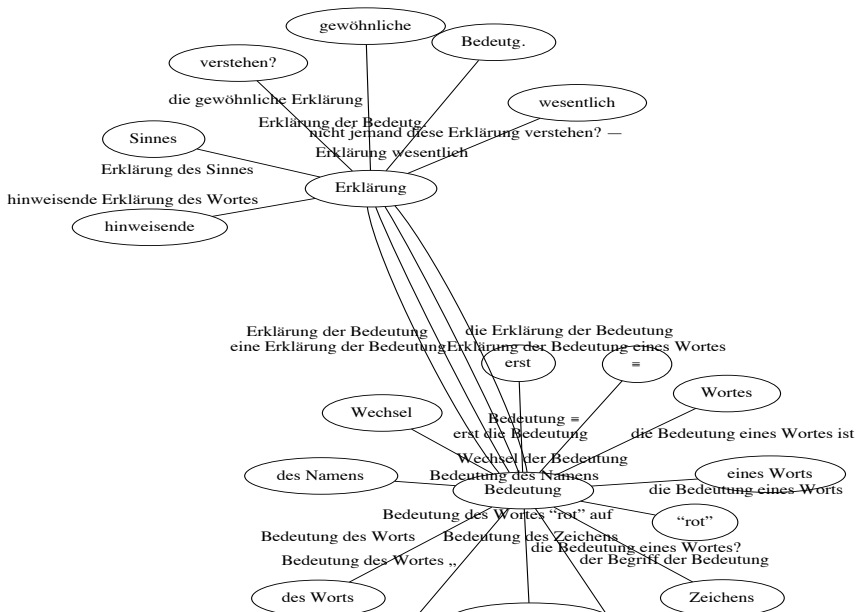 gewöhnliche
Bedeutg.
verstehen?
die gewöhnliche Erklärung
wesentlich
Erklärung der Bedeutg.
nicht jemand diese Erklärung verstehen? —
Sinnes
Erklärung wesentlich
Erklärung des Sinnes
Erklärung
hinweisende Erklärung des Wortes
hinweisende
Erklärung der Bedeutung
die Erklärung der Bedeutung
eine Erklärung der Bedeutung
Erklärung der Bedeutung eines Wortes
erst
≡
Wortes
Wechsel
Bedeutung ≡
erst die Bedeutung
die Bedeutung eines Wortes ist
Wechsel der Bedeutung
des Namens
Bedeutung des Namens
eines Worts
Bedeutung
die Bedeutung eines Worts
Bedeutung des Wortes “rot” auf
“rot”
Bedeutung des Worts
Bedeutung des Zeichens
die Bedeutung eines Wortes?
Bedeutung des Wortes „
der Begriff der Bedeutung
des Worts
Zeichens